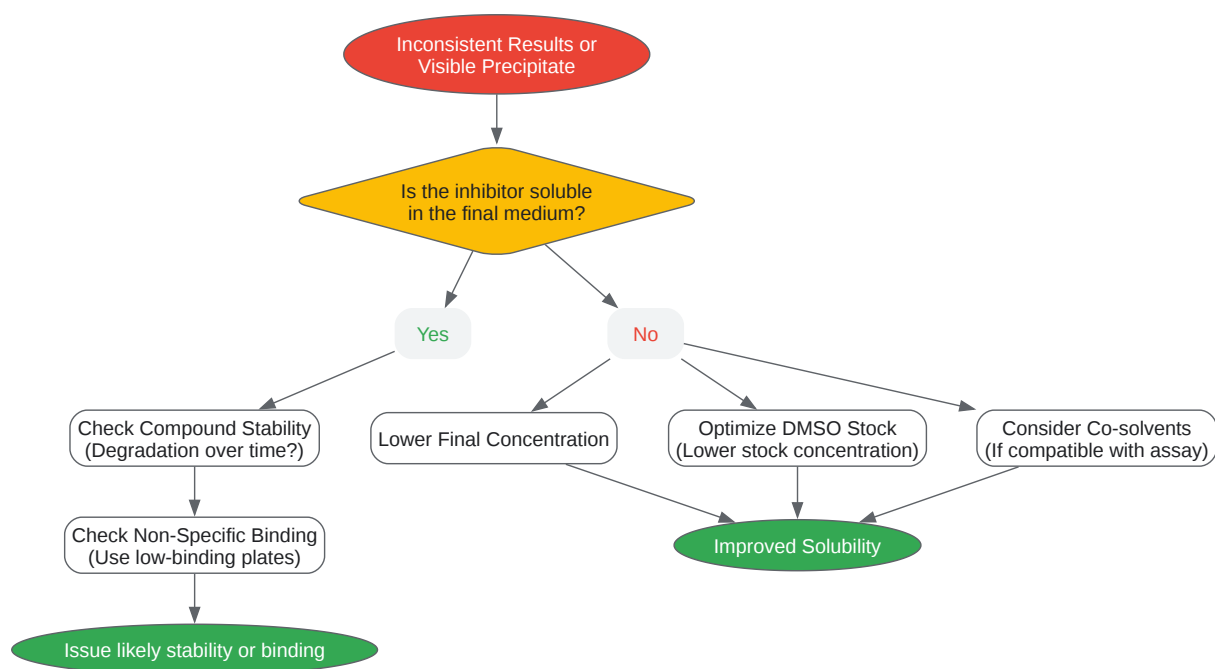 Inconsistent Results or
Visible Precipitate
Is the inhibitor soluble
in the final medium?
Yes
No
Check Compound Stability
(Degradation over time?)
Lower Final Concentration
Optimize DMSO Stock
(Lower stock concentration)
Consider Co-solvents
(If compatible with assay)
Check Non-Specific Binding
(Use low-binding plates)
Improved Solubility
Issue likely stability or binding